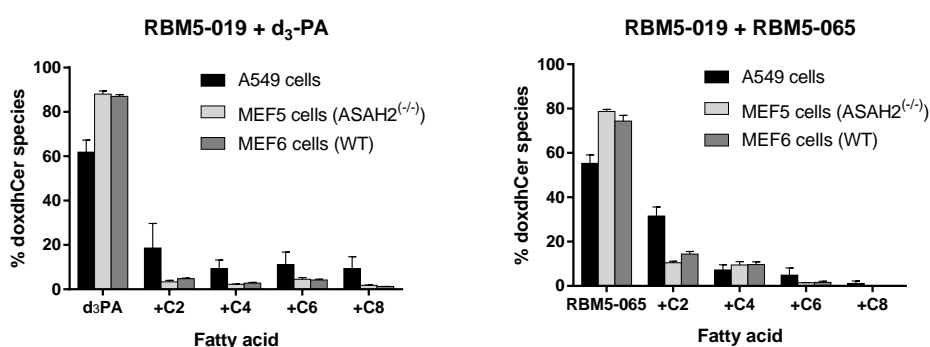 RBM5-019 + d₃-PA
% doxdhCer species
100
80
60
40
20
0
A549 cells
MEF5 cells (ASAH2⁽⁻/⁻⁾)
MEF6 cells (WT)
d₃PA +C2 +C4 +C6 +C8
Fatty acid
RBM5-019 + RBM5-065
% doxdhCer species
100
80
60
40
20
0
A549 cells
MEF5 cells (ASAH2⁽⁻/⁻⁾)
MEF6 cells (WT)
RBM5-065 +C2 +C4 +C6 +C8
Fatty acid